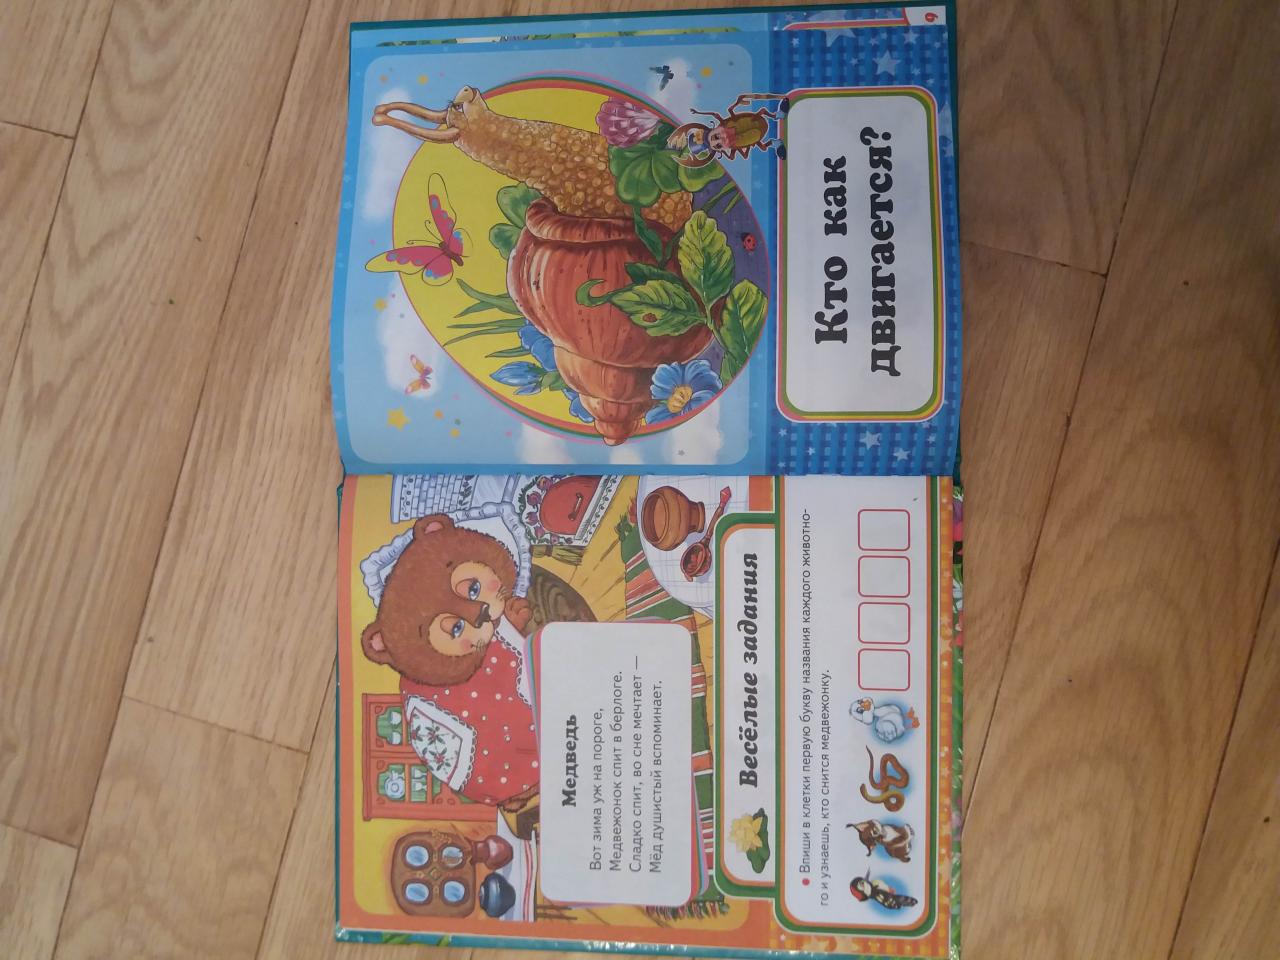 Медведь
Вот зима уж на пороге,
Медвежонок спит в берлоге.
Сладко спит, во сне мечтает —
Мёд душистый вспоминает.
Весёлые задания
• Впиши в клетки первую букву названия каждого животно-
го и узнаешь, кто снится медвежонку.
Кто как
двигается?
9